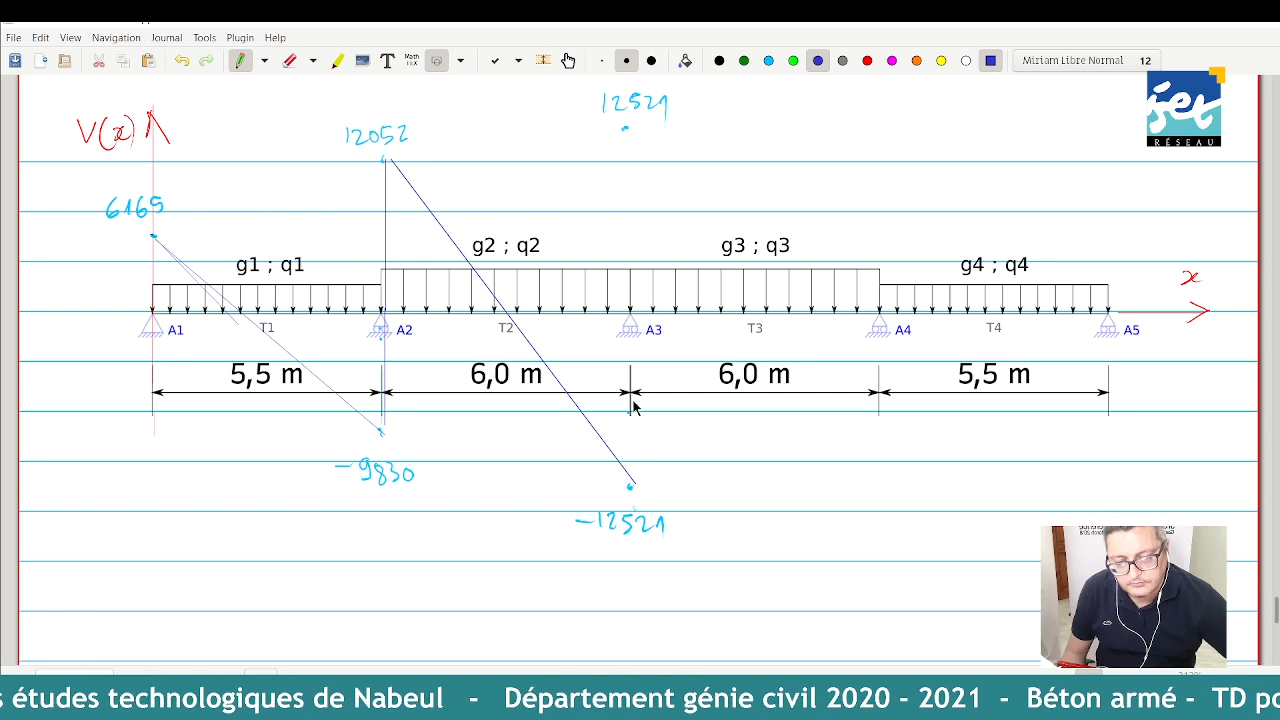 File Edit View Navigation Journal Tools Plugin Help
Miriam Libre Normal 12
iset
RÉSEAU
12521
V(x)
12052
6165
g2 ; q2 g3 ; q3
g1 ; q1 g4 ; q4
x
A1 T1 A2 T2 A3 T3 A4 T4 A5
5,5 m 6,0 m 6,0 m 5,5 m
-9830
-12521
s études technologiques de Nabeul - Département génie civil 2020 - 2021 - Béton armé - TD po